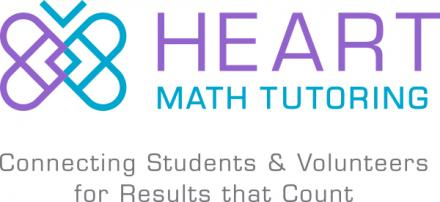 HEART
MATH TUTORING
Connecting Students & Volunteers
for Results that Count